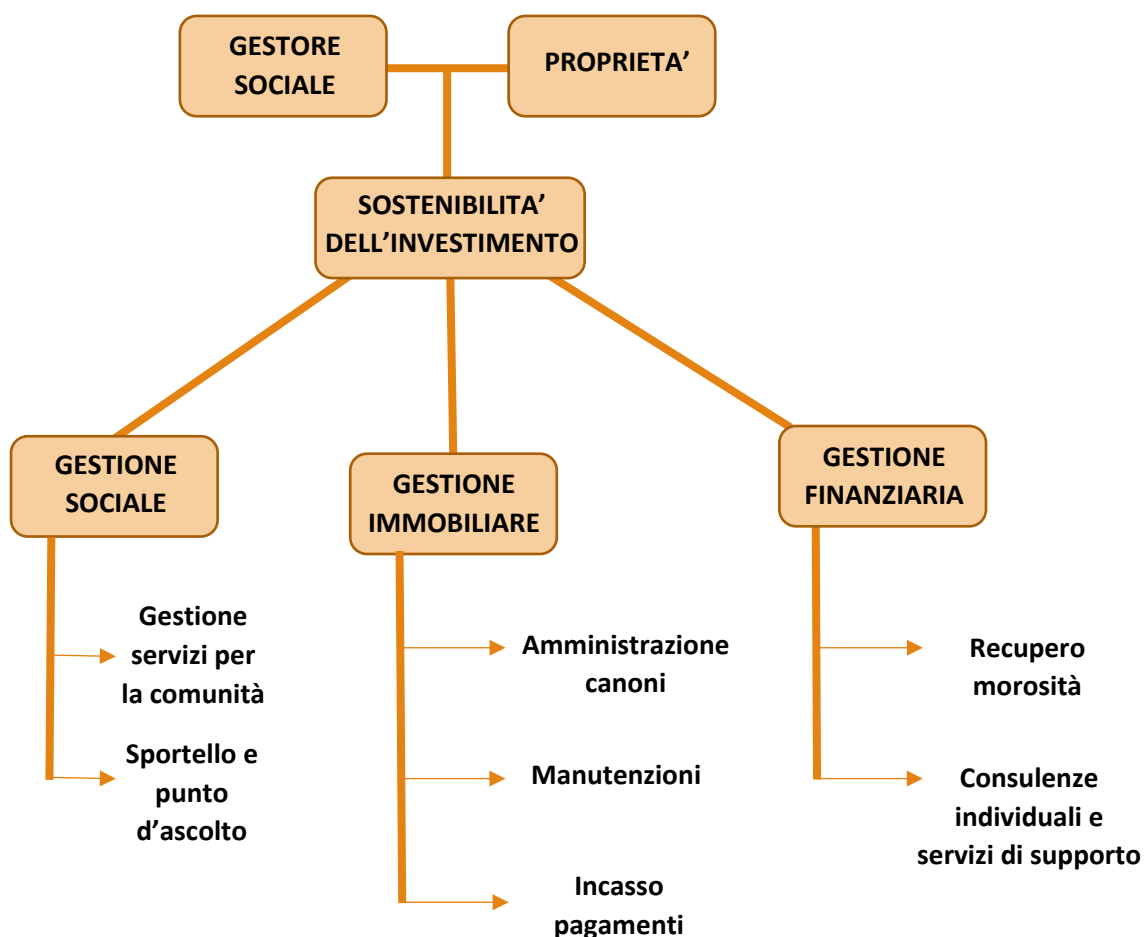 GESTORE
SOCIALE
PROPRIETA’
SOSTENIBILITA’
DELL’INVESTIMENTO
GESTIONE
SOCIALE
GESTIONE
IMMOBILIARE
GESTIONE
FINANZIARIA
Gestione
servizi per
la comunità
Sportello e
punto
d’ascolto
Amministrazione
canoni
Manutenzioni
Incasso
pagamenti
Recupero
morosità
Consulenze
individuali e
servizi di supporto